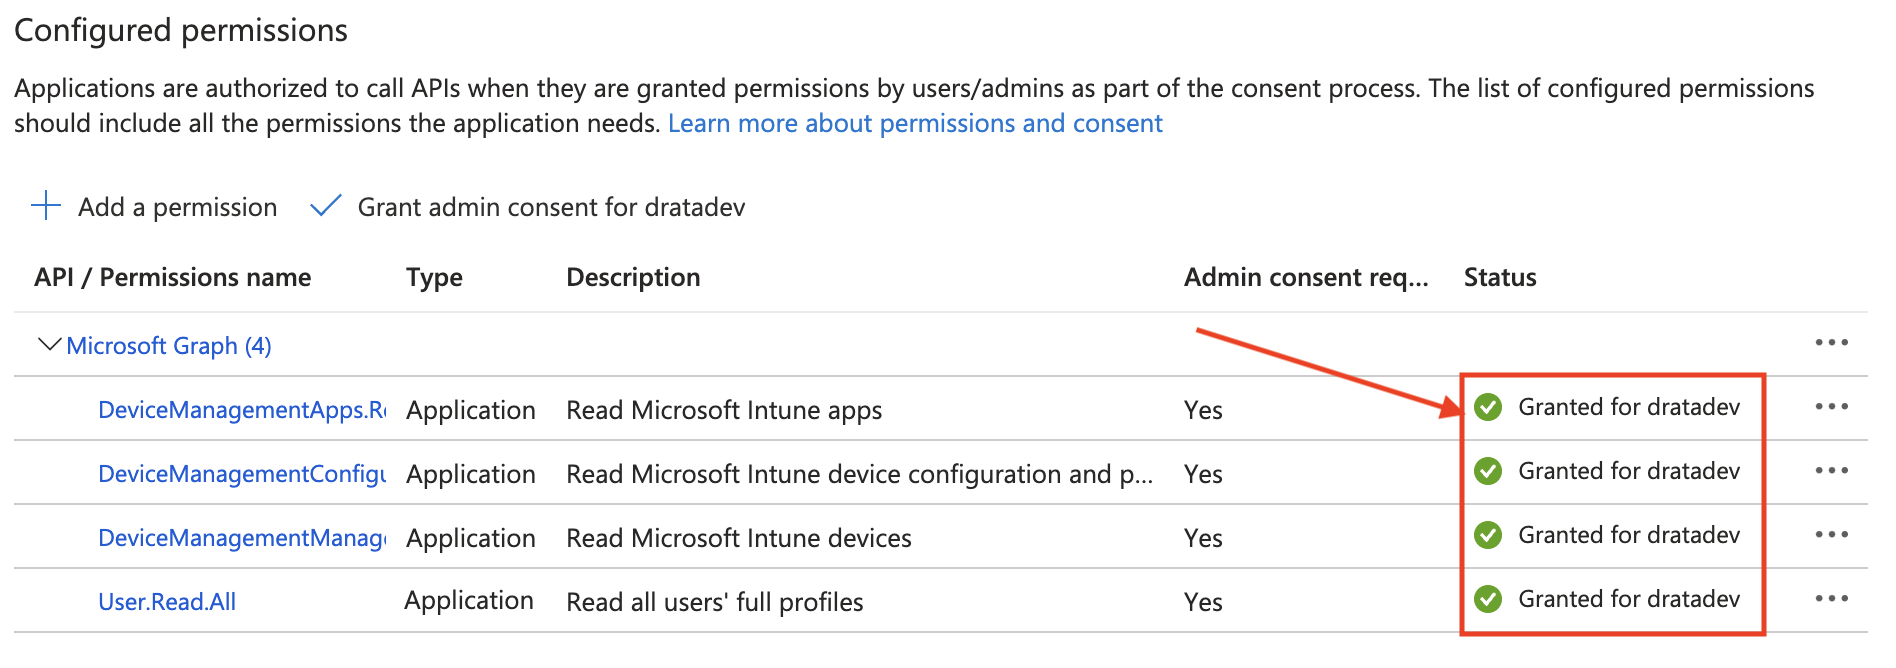 Configured permissions
Applications are authorized to call APIs when they are granted permissions by users/admins as part of the consent process. The list of configured permissions
should include all the permissions the application needs. Learn more about permissions and consent
Add a permission Grant admin consent for dratadev
API / Permissions name Type Description Admin consent req... Status
Microsoft Graph (4)
DeviceManagementApps.Re Application Read Microsoft Intune apps Yes Granted for dratadev
DeviceManagementConfigu Application Read Microsoft Intune device configuration and p... Yes Granted for dratadev
DeviceManagementManage Application Read Microsoft Intune devices Yes Granted for dratadev
User.Read.All Application Read all users' full profiles Yes Granted for dratadev